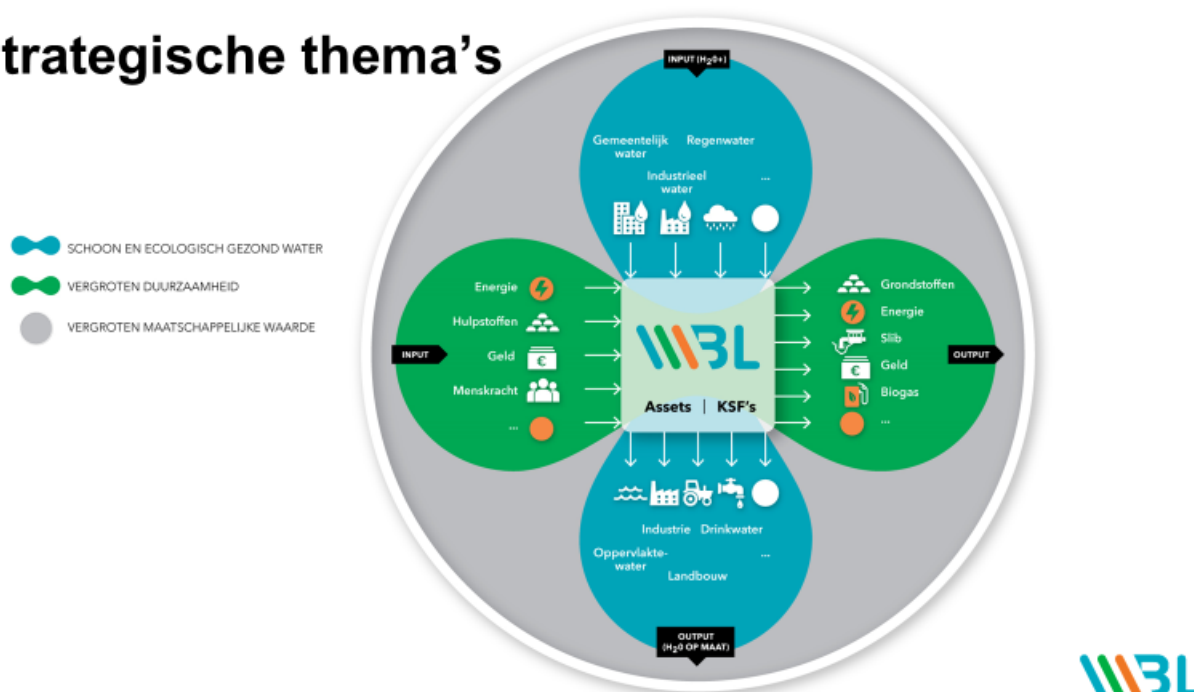 trategische thema's
INPUT (H20+)
Gemeentelijk
water
Regenwater
Industrieel
water
...
SCHOON EN ECOLOGISCH GEZOND WATER
VERGROTEN DUURZAAMHEID
VERGROTEN MAATSCHAPPELIJKE WAARDE
INPUT
Energie
Hulpstoffen
Geld
€
Menskracht
...
WBL
Assets | KSF's
Grondstoffen
Energie
Slib
Geld
€
Biogas
...
OUTPUT
Industrie
Drinkwater
Oppervlakte-
water
...
Landbouw
OUTPUT
(H20 OP MAAT)
WBL